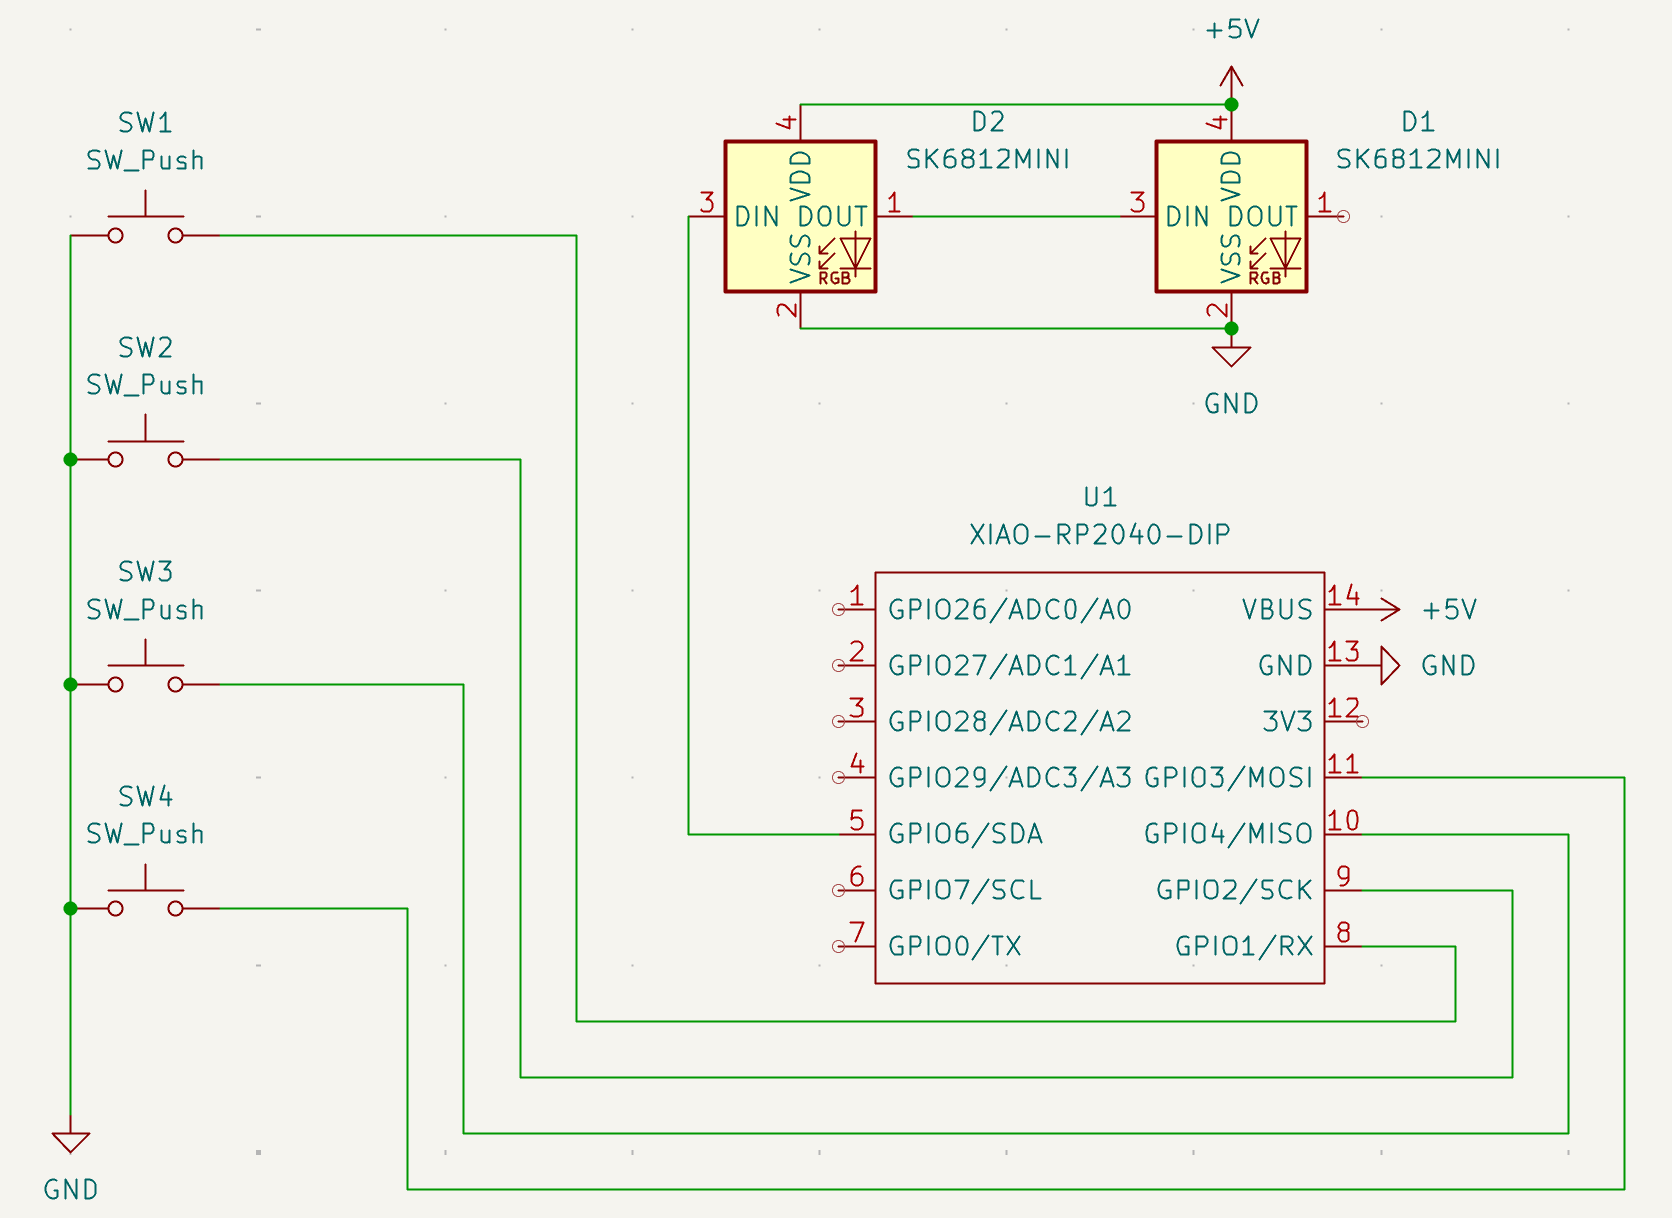 +5V
SW1
SW_Push
D2
SK6812MINI
D1
SK6812MINI
4
VDD
3
DIN
DOUT
1
VSS
RGB
2
4
VDD
3
DIN
DOUT
1
VSS
RGB
2
GND
SW2
SW_Push
SW3
SW_Push
SW4
SW_Push
GND
U1
XIAO-RP2040-DIP
1 GPIO26/ADC0/A0
2 GPIO27/ADC1/A1
3 GPIO28/ADC2/A2
4 GPIO29/ADC3/A3
5 GPIO6/SDA
6 GPIO7/SCL
7 GPIO0/TX
VBUS 14 +5V
GND 13 GND
3V3 12
GPIO3/MOSI 11
GPIO4/MISO 10
GPIO2/SCK 9
GPIO1/RX 8